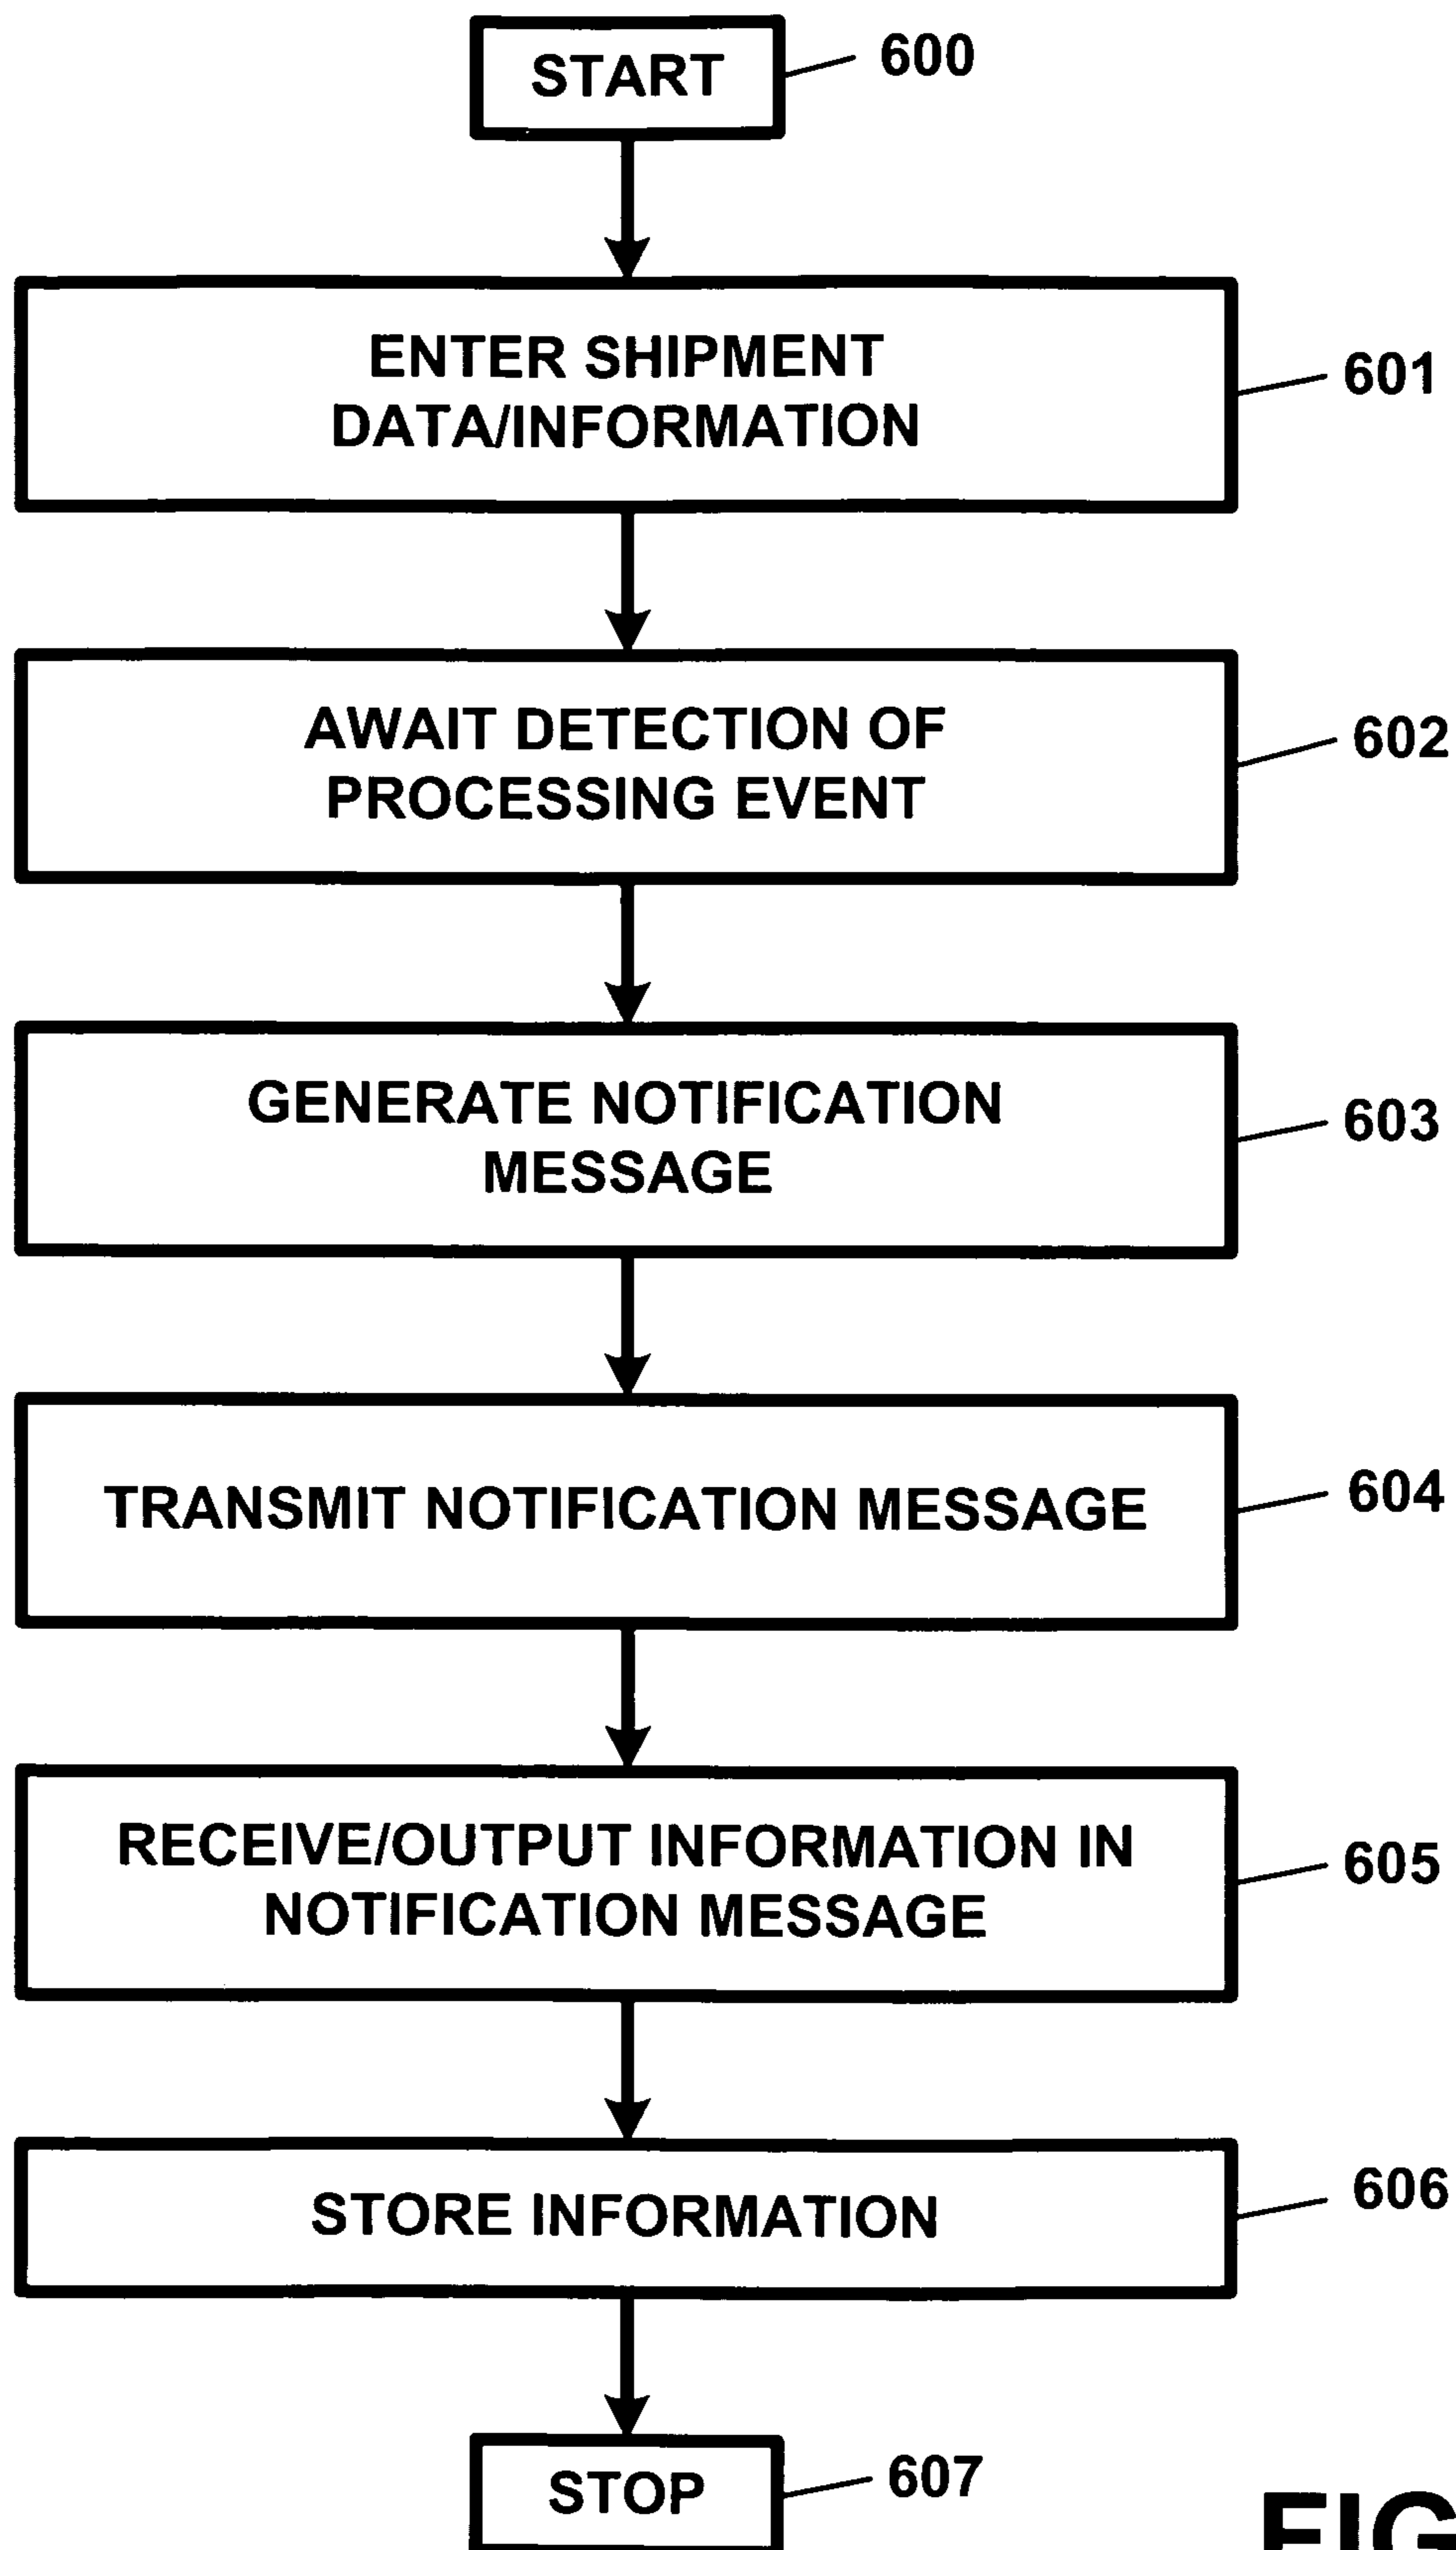 START
600
ENTER SHIPMENT
DATA/INFORMATION
601
AWAIT DETECTION OF
PROCESSING EVENT
602
GENERATE NOTIFICATION
MESSAGE
603
TRANSMIT NOTIFICATION MESSAGE
604
RECEIVE/OUTPUT INFORMATION IN
NOTIFICATION MESSAGE
605
STORE INFORMATION
606
STOP
607
FIG